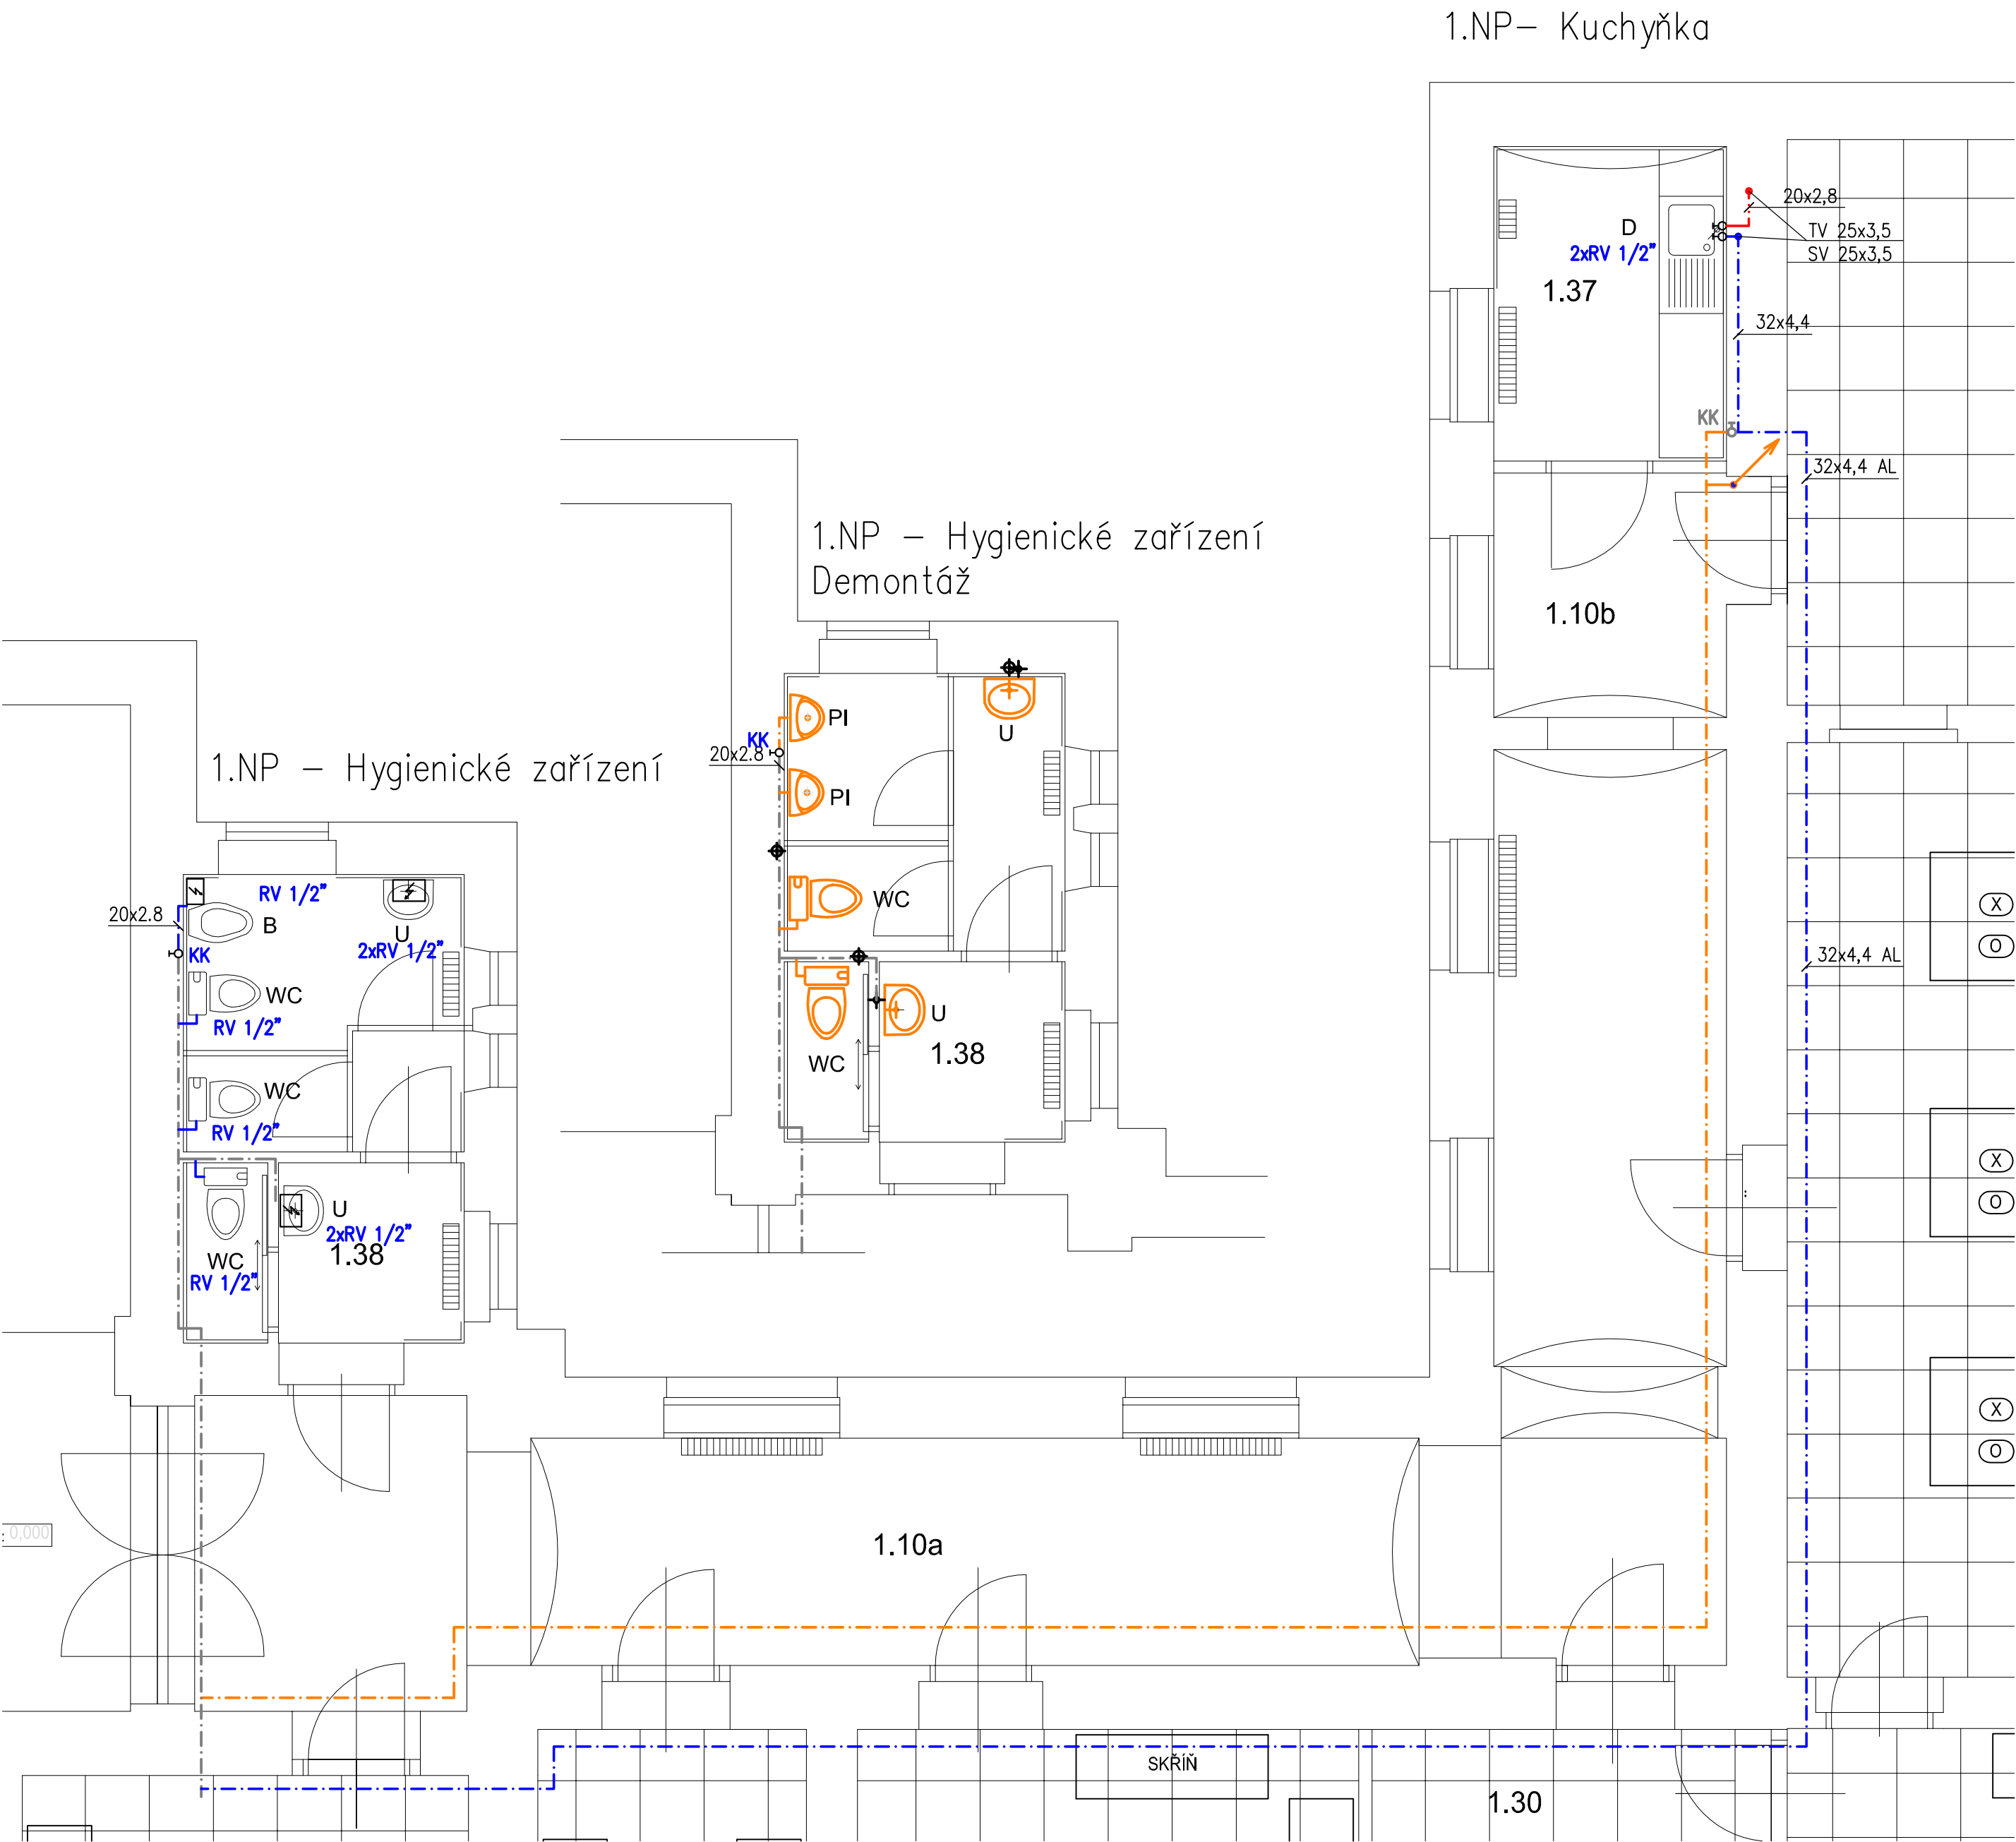 1.NP– Kuchyňka
20x2,8
TV 25x3,5
SV 25x3,5
D
2xRV 1/2"
1.37
32x4,4
KK
32x4,4 AL
1.10b
32x4,4 AL
X
O
X
O
X
O
1.NP – Hygienické zařízení
Demontáž
PI
KK
20x2.8
U
PI
WC
U
1.38
WC
1.NP – Hygienické zařízení
RV 1/2"
20x2.8
B
U
2xRV 1/2"
KK
WC
RV 1/2"
WC
RV 1/2"
U
2xRV 1/2"
1.38
WC
RV 1/2"
0,000
1.10a
SKŘÍŇ
1.30